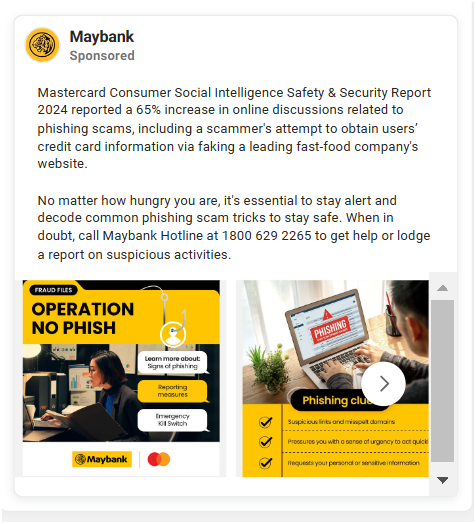 Maybank
Sponsored
Mastercard Consumer Social Intelligence Safety & Security Report
2024 reported a 65% increase in online discussions related to
phishing scams, including a scammer's attempt to obtain users'
credit card information via faking a leading fast-food company's
website.
No matter how hungry you are, it's essential to stay alert and
decode common phishing scam tricks to stay safe. When in
doubt, call Maybank Hotline at 1800 629 2265 to get help or lodge
a report on suspicious activities.
FRAUD FILES
OPERATION
NO PHISH
Learn more about:
Signs of phishing
Reporting
measures
Emergency
Kill Switch
Maybank
PHISHING
Phishing clue
Suspicious links and misspelt domains
Pressures you with a sense of urgency to act quick
Requests your personal or sensitive information